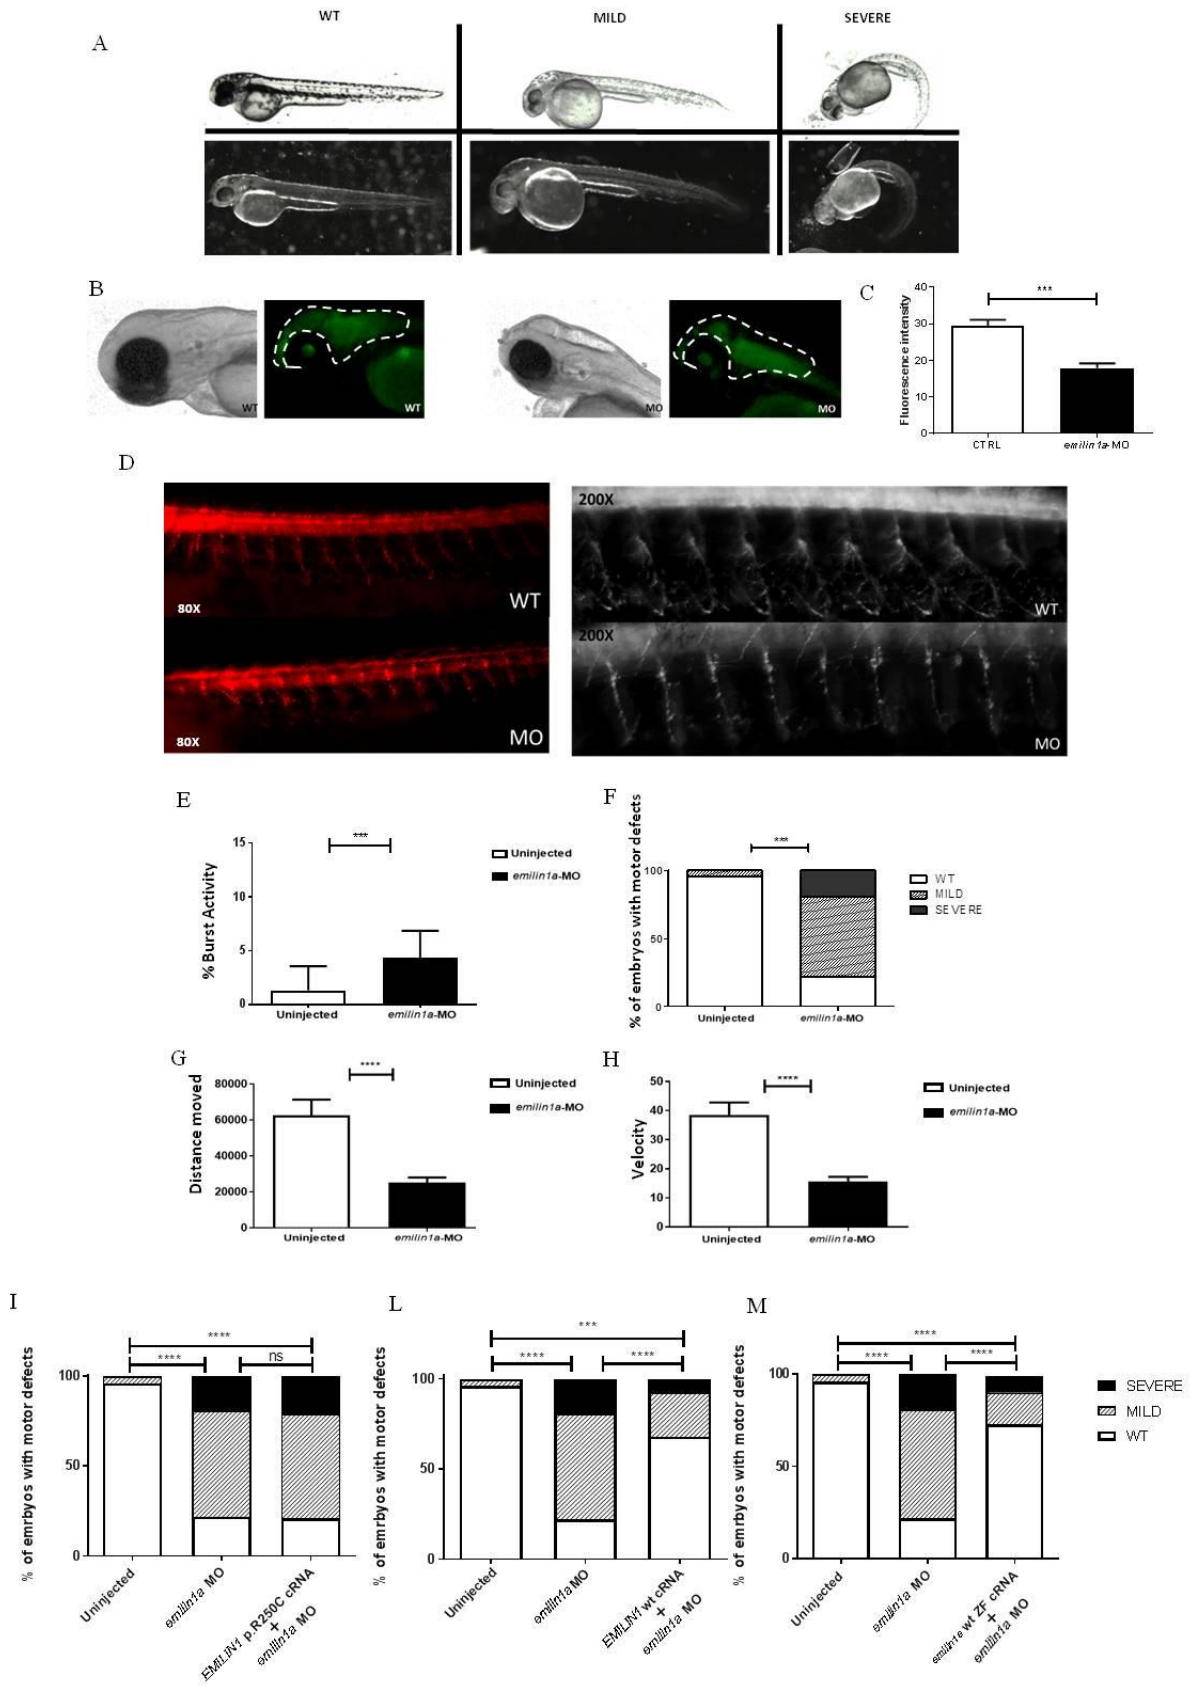 WT MILD SEVERE
A
B
WT
WT
MO
MO
C
Fluorescence intensity
40
30
20
10
0
***
CTRL
emilin1a-MO
D
80X
WT
80X
MO
200X
WT
200X
MO
E
% Burst Activity
15
10
5
0
***
Uninjected
emilin1a-MO
Uninjected
emilin1a-MO
F
% of embryos with motor defects
100
50
0
***
Uninjected
emilin1a-MO
WT
MILD
SEVERE
G
Distance moved
80000
60000
40000
20000
0
****
Uninjected
emilin1a-MO
Uninjected
emilin1a-MO
H
Velocity
50
40
30
20
10
0
****
Uninjected
emilin1a-MO
Uninjected
emilin1a-MO
I
% of emrbyos with motor defects
100
50
0
****
**** ns
Uninjected
emilin1a MO
EMILIN1 p.R250C cRNA
+
emilin1a MO
L
% of emrbyos with motor defects
100
50
0
***
**** ****
Uninjected
emilin1a MO
EMILIN1 wt cRNA
+
emilin1a MO
M
% of emrbyos with motor defects
100
50
0
****
**** ****
Uninjected
emilin1a MO
emilin1a wt ZF cRNA
+
emilin1a MO
SEVERE
MILD
WT